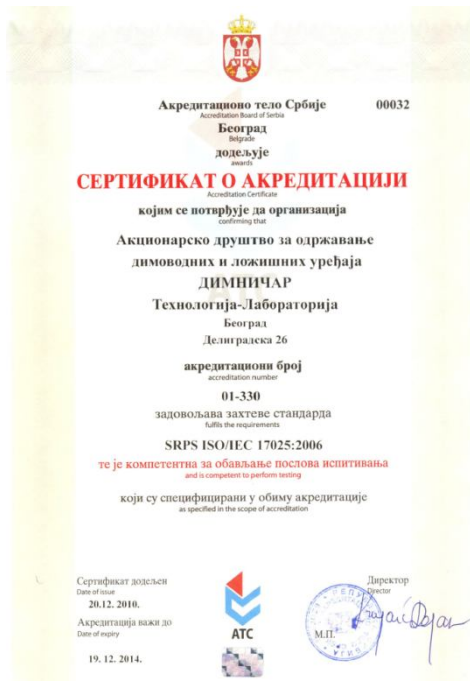 Акредитационо тело Србије 00032
Accreditation Board of Serbia
Београд
Belgrade
додељује
awards
СЕРТИФИКАТ О АКРЕДИТАЦИЈИ
Accreditation Certificate
којим се потврђује да организација
confirming that
Акционарско друштво за одржавање
димоводних и ложишних уређаја
ДИМНИЧАР
Технологија-Лабораторија
Београд
Делиградска 26
акредитациони број
accreditation number
01-330
задовољава захтеве стандарда
fulfils the requirements
SRPS ISO/IEC 17025:2006
те је компетентна за обављање послова испитивања
and is competent to perform testing
који су специфицирани у обиму акредитације
as specified in the scope of accreditation
Сертификат додељен
Date of issue
20.12. 2010.
Акредитација важи до
Date of expiry
19. 12. 2014.
АТС
Директор
Director
М.П.